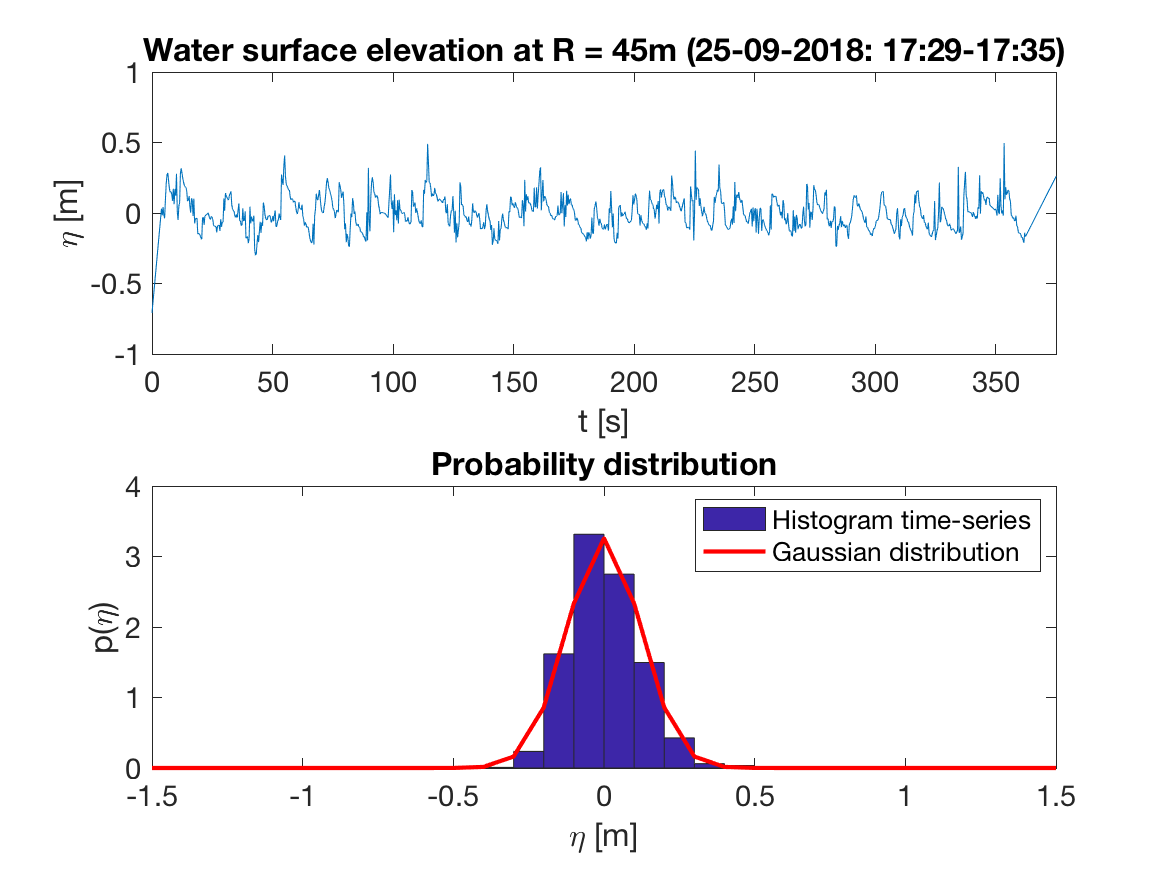 Water surface elevation at R = 45m (25-09-2018: 17:29-17:35)
1
0.5
0
-0.5
-1
η [m]
0 50 100 150 200 250 300 350
t [s]
Probability distribution
4
3
2
1
0
p(η)
Histogram time-series
Gaussian distribution
-1.5 -1 -0.5 0 0.5 1 1.5
η [m]